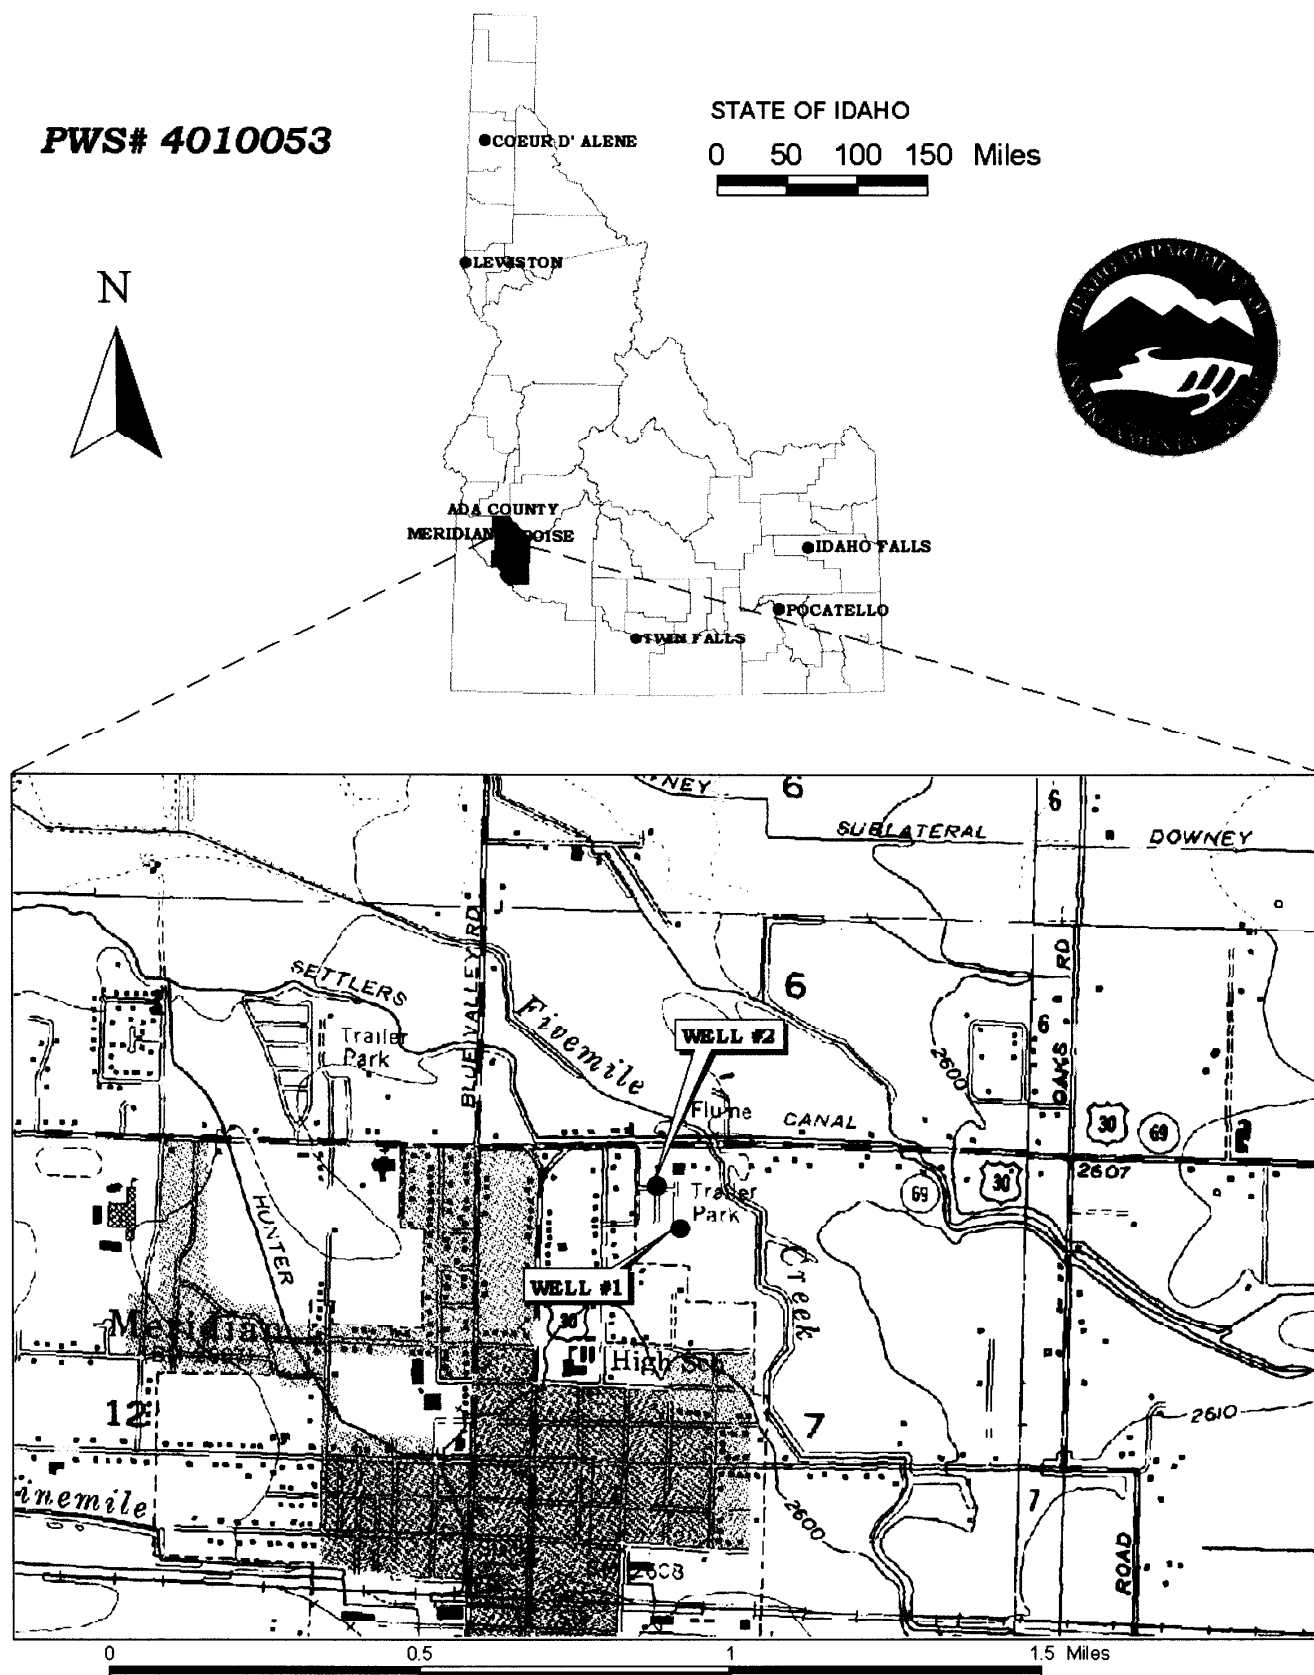 PWS# 4010053
STATE OF IDAHO
0 50 100 150 Miles
N
COEUR D' ALENE
LEWISTON
ADA COUNTY
MERIDIAN
IDAHO FALLS
POCATELLO
TWIN FALLS
6
6
SUBLATERAL
DOWNEY
BLUE VALLEY RD
SETTLERS
Trailer
Park
Fivemile
6
6
OAKS RD
2600
WELL #2
Flume
CANAL
30
69
2607
30
69
HUNTER
Trailer
Park
Creek
WELL #1
30
Meridian
High Sch
12
7
2610
2600
7
ROAD
0 0.5 1 1.5 Miles